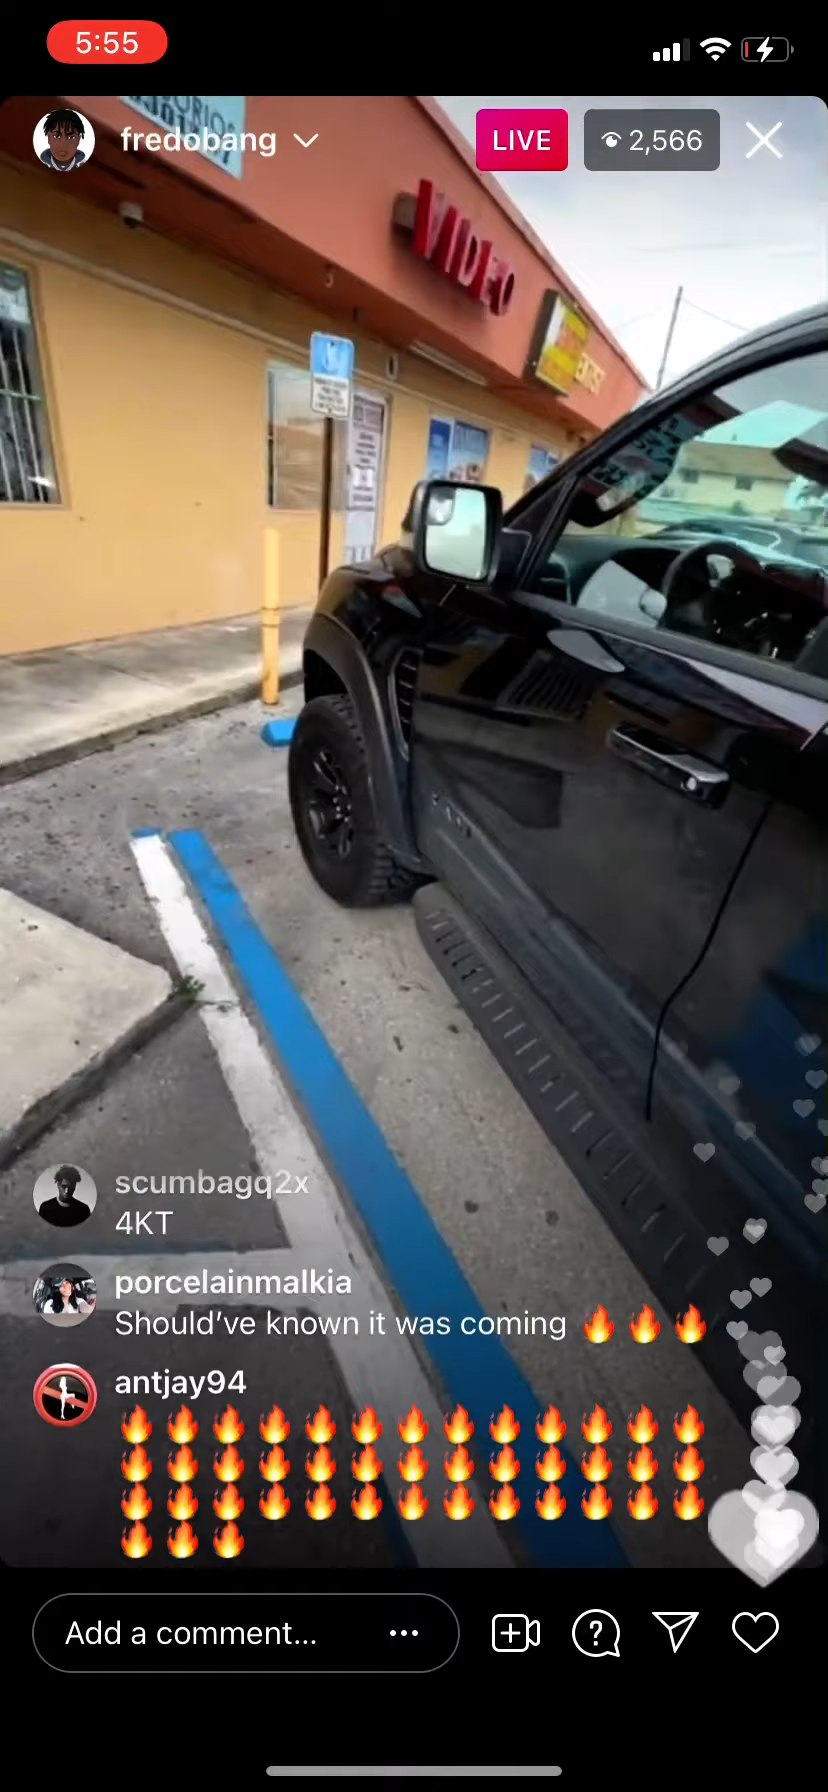 5:55
fredobang
LIVE
2,566
VIDEO
scumbagq2x
4KT
porcelainmalkia
Should've known it was coming 🔥 🔥 🔥
antjay94
🔥 🔥 🔥 🔥 🔥 🔥 🔥 🔥 🔥 🔥 🔥 🔥 🔥
🔥 🔥 🔥 🔥 🔥 🔥 🔥 🔥 🔥 🔥 🔥 🔥 🔥
🔥 🔥 🔥 🔥 🔥 🔥 🔥 🔥 🔥 🔥 🔥 🔥 🔥
🔥 🔥 🔥
Add a comment...